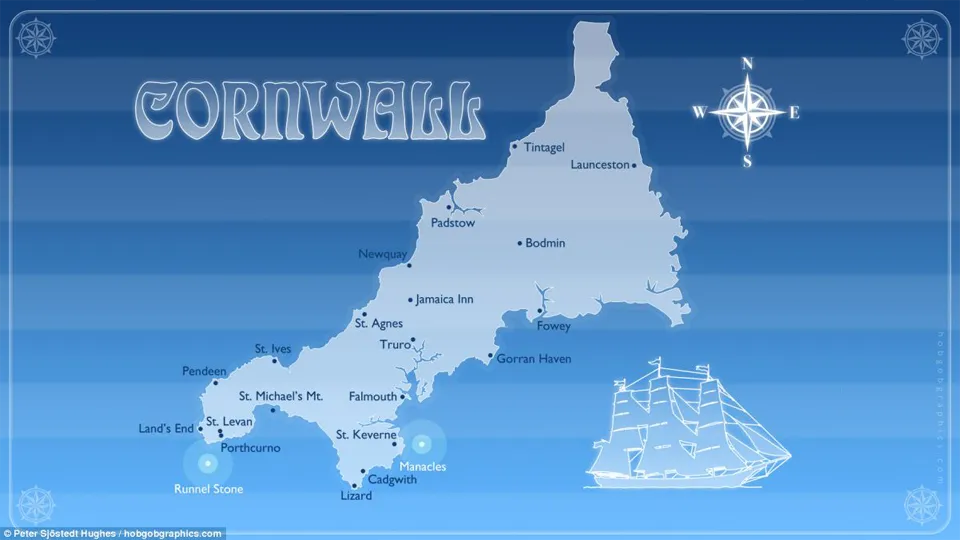 CORNWALL
N
W
E
S
Tintagel
Launceston
Padstow
Bodmin
Newquay
Jamaica Inn
St. Agnes
Fowey
Truro
St. Ives
Gorran Haven
Pendeen
St. Michael's Mt.
Falmouth
Land's End
St. Levan
St. Keverne
Porthcurno
Manacles
Cadgwith
Runnel Stone
Lizard
hobgobgraphics.com
© Peter Sjöstedt Hughes / hobgobgraphics.com